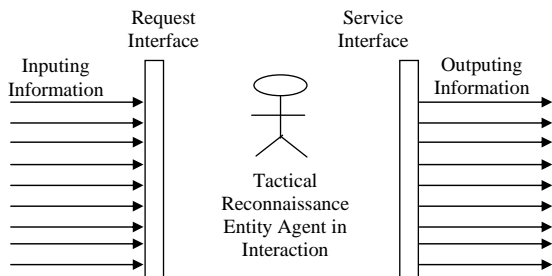 Request
Interface
Service
Interface
Inputing
Information
Outputing
Information
Tactical
Reconnaissance
Entity Agent in
Interaction